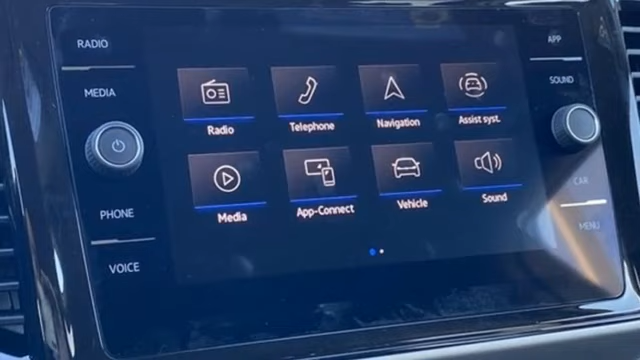 RADIO
MEDIA
PHONE
VOICE
Radio
Telephone
Navigation
Assist syst.
Media
App-Connect
Vehicle
Sound
APP
SOUND
CAR
MENU